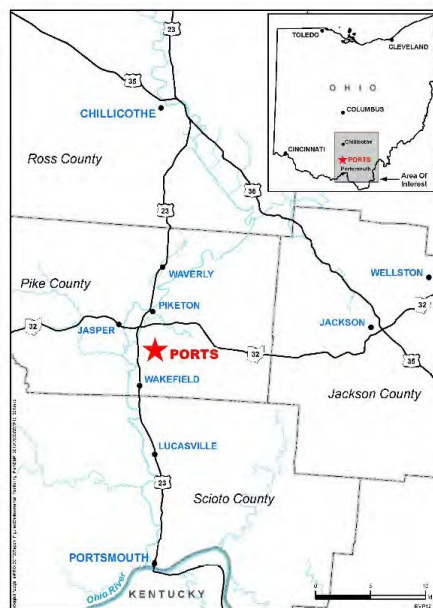 23
TOLEDO
CLEVELAND
OHIO
COLUMBUS
Chillicothe
CINCINNATI
PORTS
Portsmouth
Area Of
Interest
35
CHILLICOTHE
Ross County
35
23
WAVERLY
WELLSTON
Pike County
PIKETON
32
JASPER
JACKSON
32
32
PORTS
35
WAKEFIELD
Jackson County
LUCASVILLE
23
Scioto County
PORTSMOUTH
Ohio River
KENTUCKY
0
5